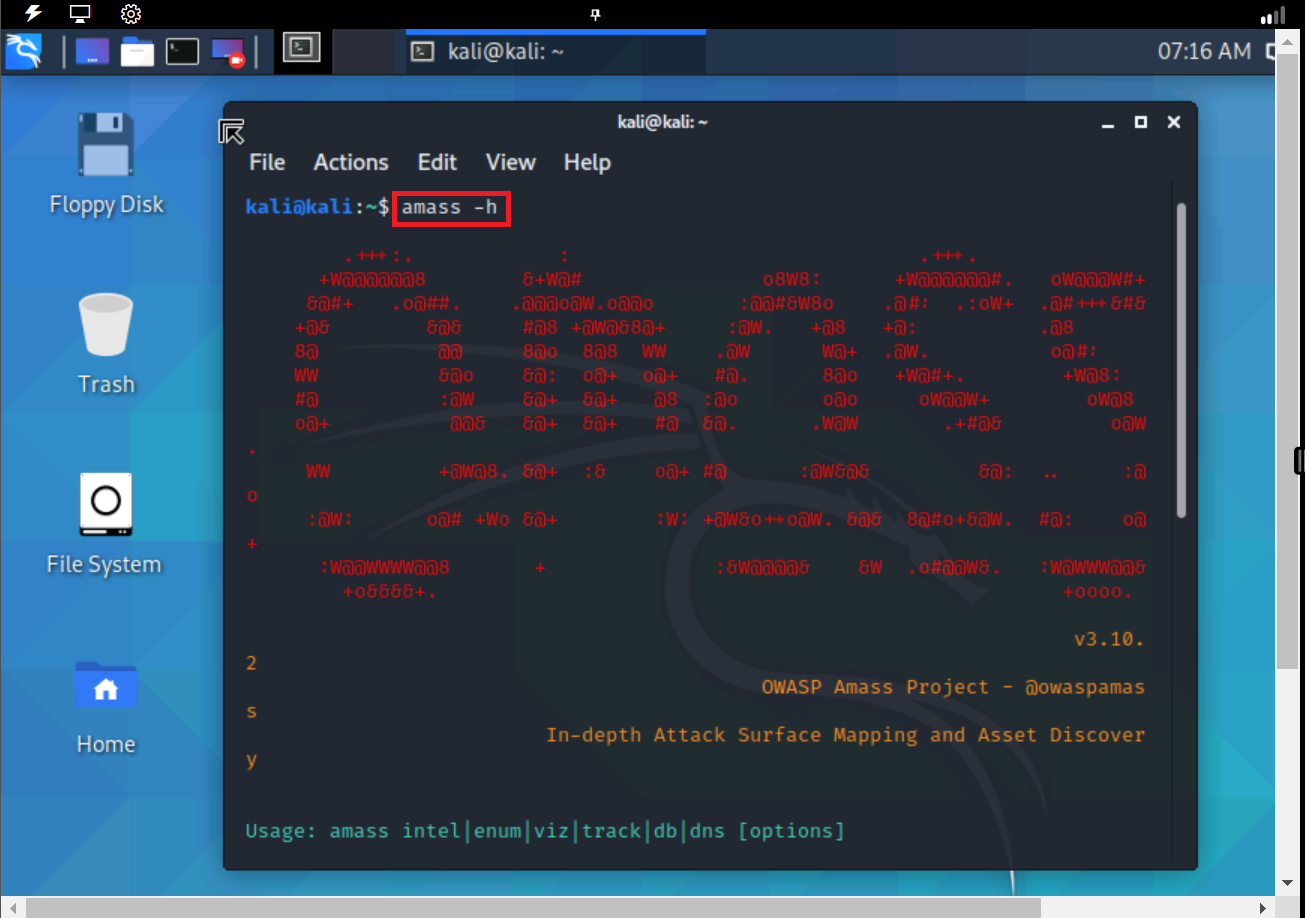 kali@kali: ~
07:16 AM
Floppy Disk
Trash
File System
Home
kali@kali: ~
File Actions Edit View Help
kali@kali:~$ amass -h
.+++:. : .+++.
+W@@@@@@8 &+W@# o8W8: +W@@@@@@#. oW@@@W#+
&@#+ .o@##. .@@@o@W.o@@o :@@#&W8o .@#: .:oW+ .@#+++&#&
+@& &@& #@8 +@W@&8@+ :@W. +@8 +@: .@8
8@ @@ 8@o 8@8 WW .@W W@+ .@W. o@#:
WW &@o &@: o@+ o@+ #@. 8@o +W@#+. +W@8:
#@ :@W &@+ &@+ @8 :@o o@o oW@@W+ oW@8
o@+ @@& &@+ &@+ #@ &@. .W@W .+#@& o@W
.
WW +@W@8. &@+ :& o@+ #@ :@W&@& &@: .. :@
o
:@W: o@# +Wo &@+ :W: +@W&o++o@W. &@& 8@#o+&@W. #@: o@
+
:W@@WWWW@@8 + :&W@@@@& &W .o#@@W&. :W@WWW@@&
+o&&&&+. +oooo.
v3.10.
2
OWASP Amass Project - @owaspamas
s
In-depth Attack Surface Mapping and Asset Discover
y
Usage: amass intel|enum|viz|track|db|dns [options]